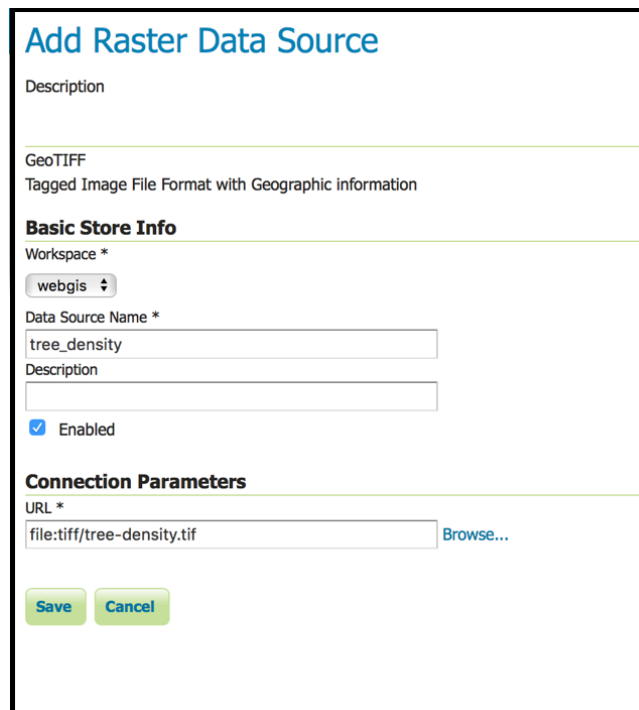 Add Raster Data Source
Description
GeoTIFF
Tagged Image File Format with Geographic information
Basic Store Info
Workspace *
webgis
Data Source Name *
tree_density
Description
Enabled
Connection Parameters
URL *
file:tiff/tree-density.tif Browse...
Save Cancel